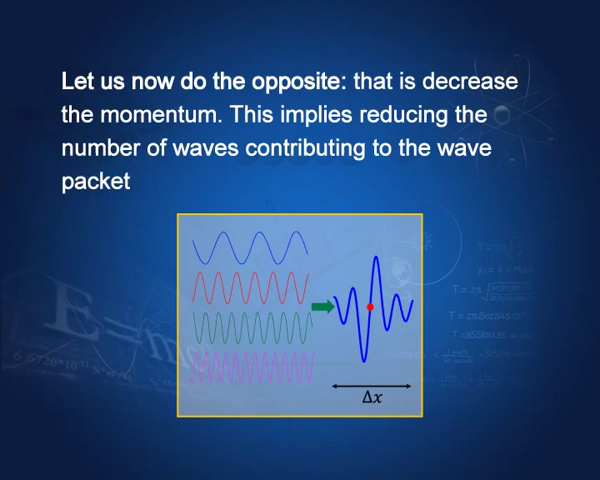 Let us now do the opposite: that is decrease
the momentum. This implies reducing the
number of waves contributing to the wave
packet
Δx
E=mc